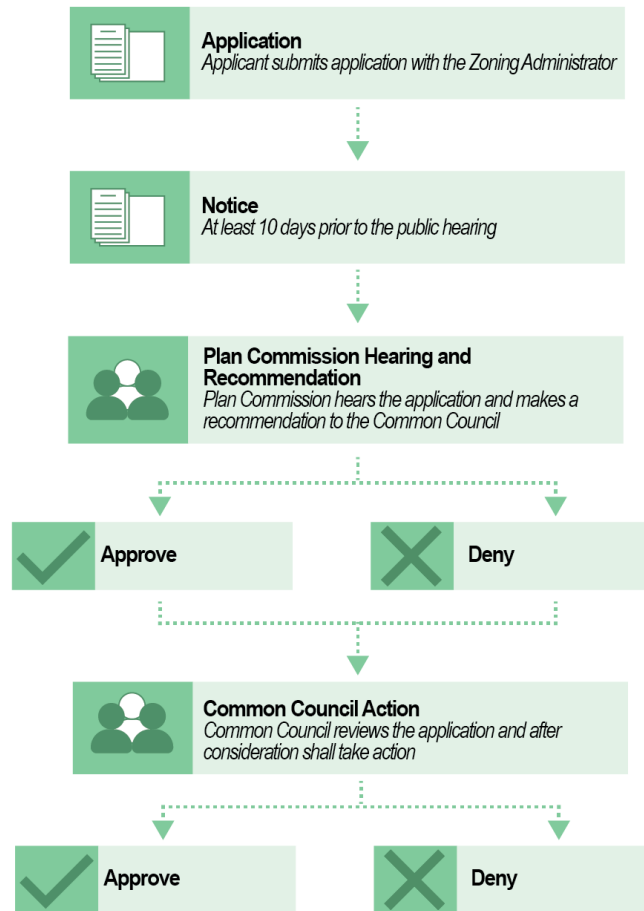 Application
Applicant submits application with the Zoning Administrator
Notice
At least 10 days prior to the public hearing
Plan Commission Hearing and
Recommendation
Plan Commission hears the application and makes a
recommendation to the Common Council
Approve
Deny
Common Council Action
Common Council reviews the application and after
consideration shall take action
Approve
Deny